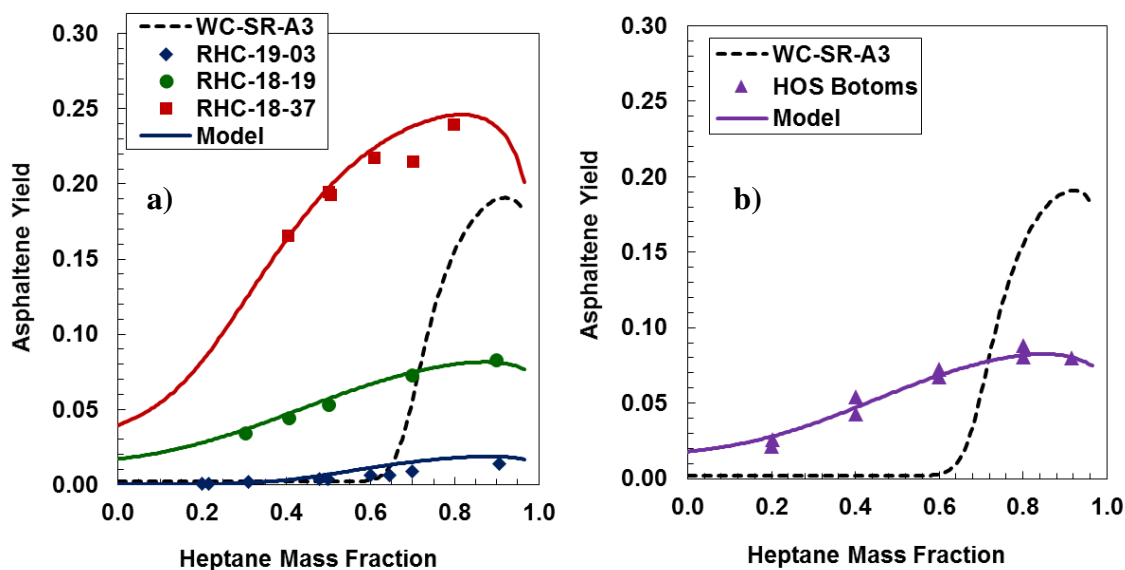 WC-SR-A3
RHC-19-03
RHC-18-19
RHC-18-37
Model
a)
0.30
0.25
0.20
0.15
0.10
0.05
0.00
0.0 0.2 0.4 0.6 0.8 1.0
Asphaltene Yield
Heptane Mass Fraction
WC-SR-A3
HOS Botoms
Model
b)
0.30
0.25
0.20
0.15
0.10
0.05
0.00
0.0 0.2 0.4 0.6 0.8 1.0
Asphaltene Yield
Heptane Mass Fraction